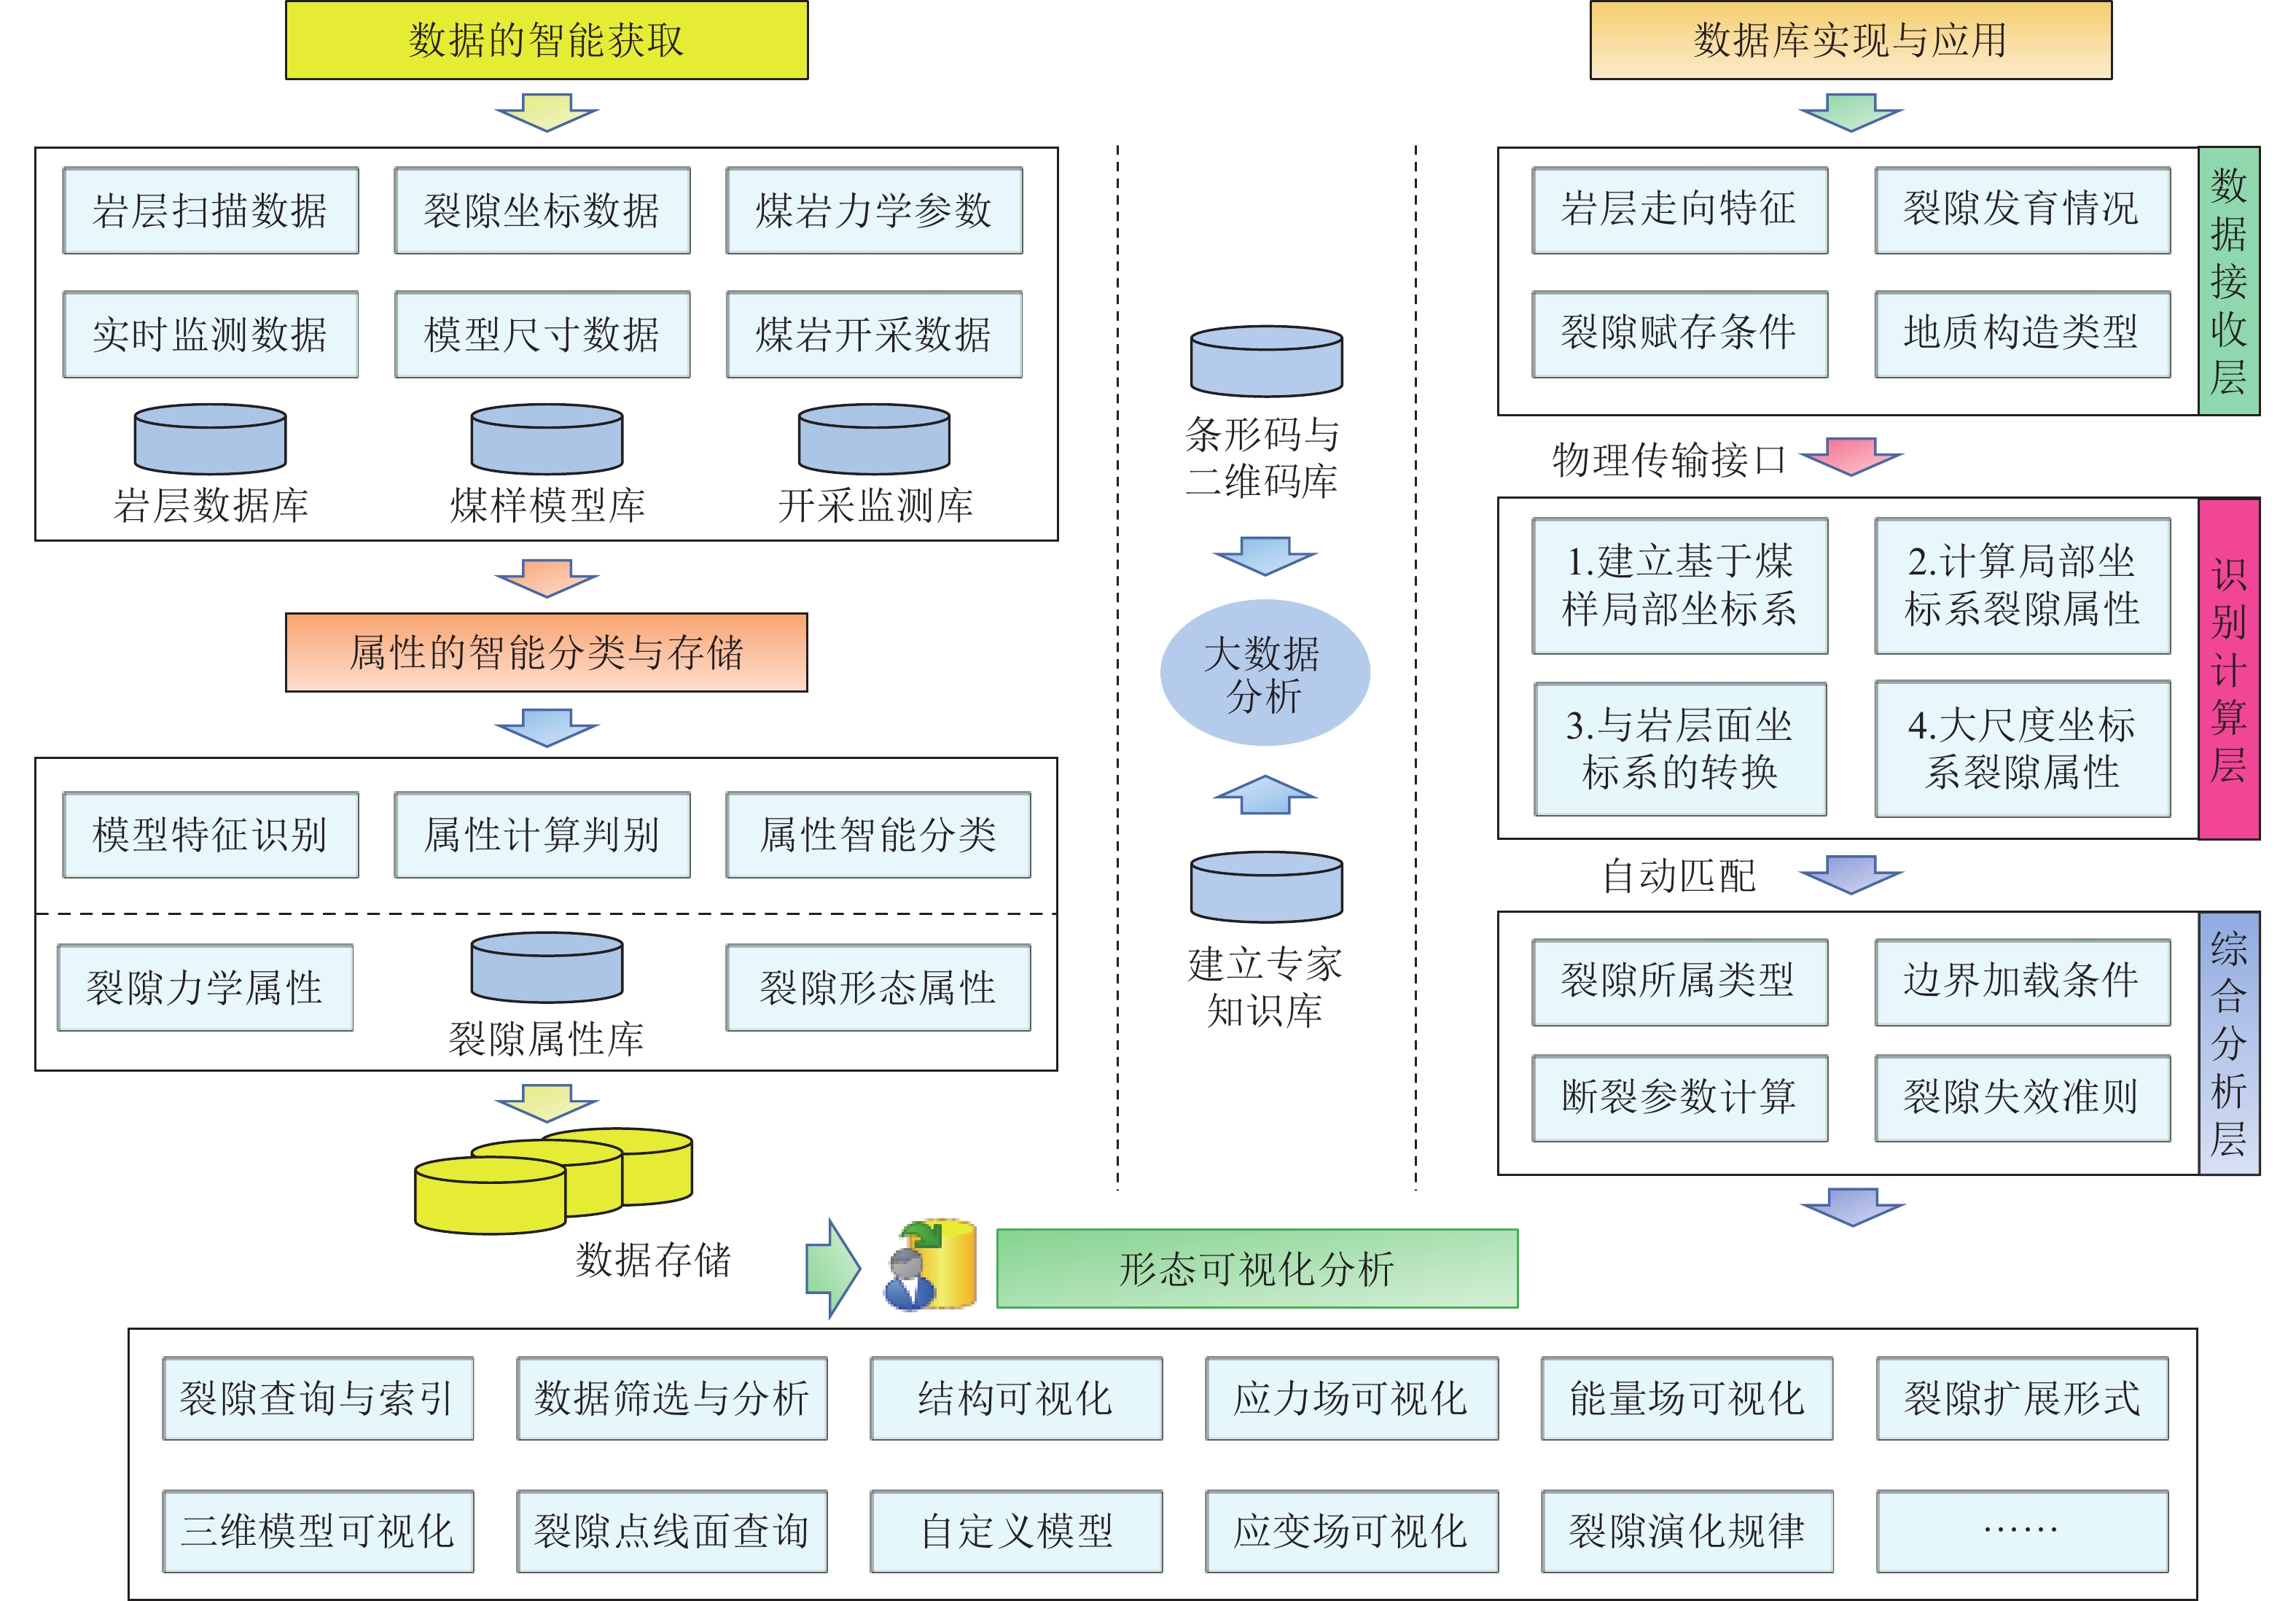 数据的智能获取
岩层扫描数据
裂隙坐标数据
煤岩力学参数
实时监测数据
模型尺寸数据
煤岩开采数据
岩层数据库
煤样模型库
开采监测库
属性的智能分类与存储
模型特征识别
属性计算判别
属性智能分类
裂隙力学属性
裂隙属性库
裂隙形态属性
数据存储
条形码与
二维码库
大数据
分析
建立专家
知识库
数据库实现与应用
岩层走向特征
裂隙发育情况
裂隙赋存条件
地质构造类型
数据接收层
物理传输接口
1.建立基于煤
样局部坐标系
2.计算局部坐
标系裂隙属性
3.与岩层面坐
标系的转换
4.大尺度坐标
系裂隙属性
识别计算层
自动匹配
裂隙所属类型
边界加载条件
断裂参数计算
裂隙失效准则
综合分析层
形态可视化分析
裂隙查询与索引
数据筛选与分析
结构可视化
应力场可视化
能量场可视化
裂隙扩展形式
三维模型可视化
裂隙点线面查询
自定义模型
应变场可视化
裂隙演化规律
……